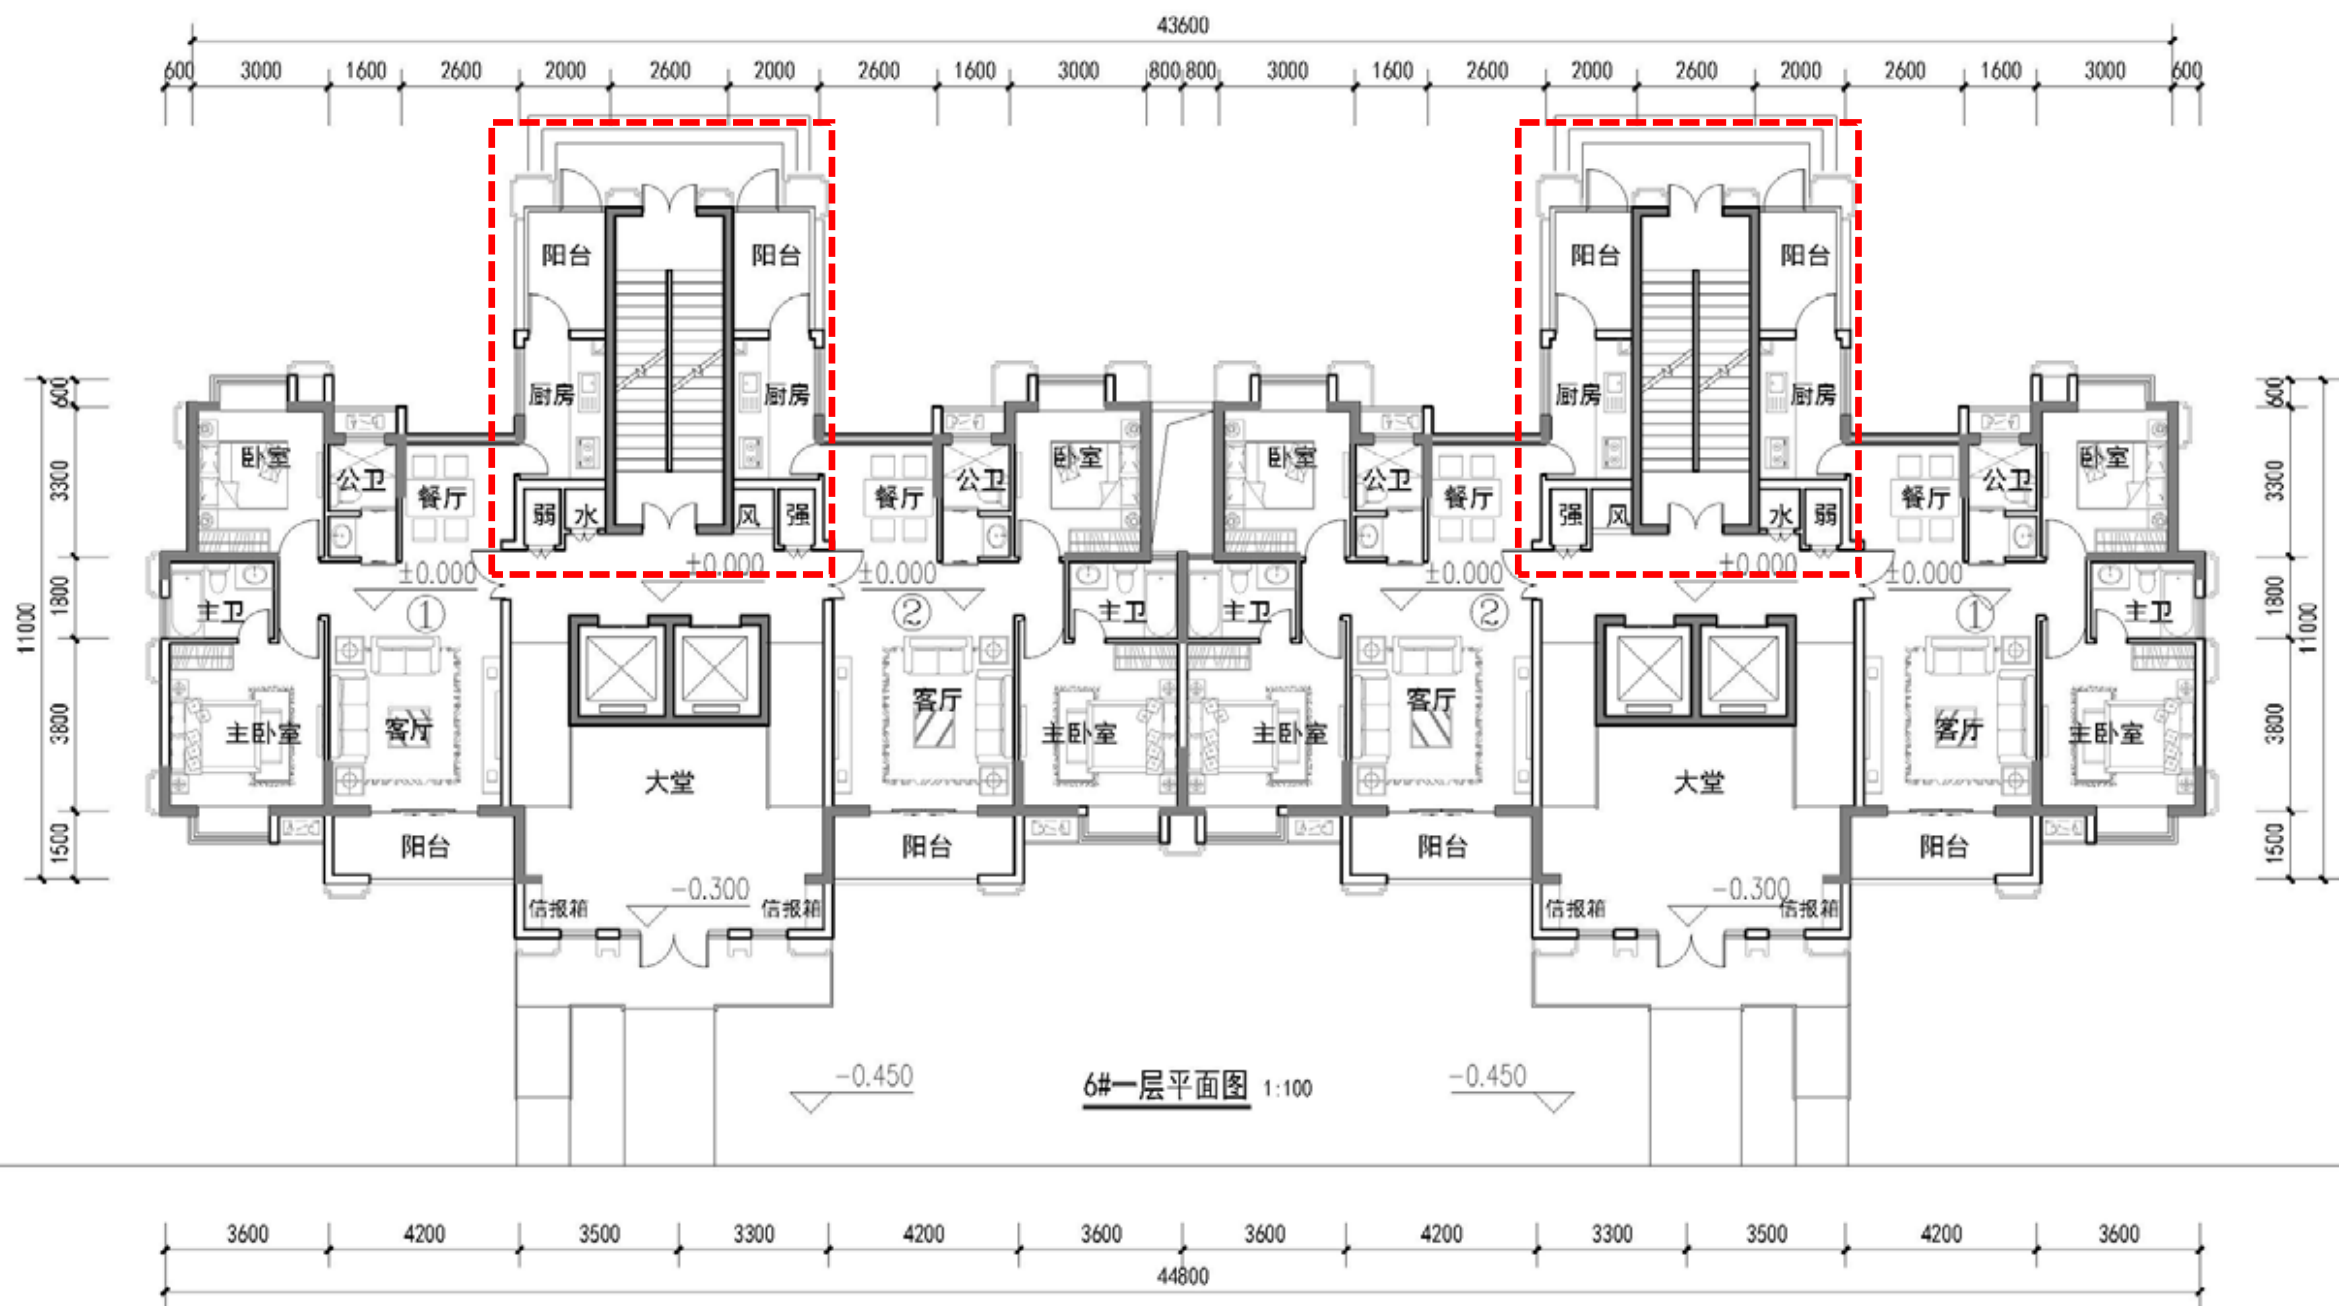 43600
600 3000 1600 2600 2000 2600 2000 2600 1600 3000 800 800 3000 1600 2600 2000 2600 2000 2600 1600 3000 600
阳台 阳台 阳台 阳台
600 厨房 厨房 厨房 厨房 600
3300 卧室 公卫 餐厅 餐厅 公卫 卧室 卧室 公卫 餐厅 餐厅 公卫 卧室 3300
弱 水 风 强 强 风 水 弱
±0.000 ±0.000 ±0.000 ±0.000 ±0.000 ±0.000
11000 1800 主卫 ① ② 主卫 主卫 ② ① 主卫 1800 11000
3800 主卧室 客厅 客厅 主卧室 主卧室 客厅 客厅 主卧室 3800
大堂 大堂
1500 阳台 阳台 阳台 阳台 1500
-0.300 -0.300
信报箱 信报箱 信报箱 信报箱
-0.450 6#一层平面图 1:100 -0.450
3600 4200 3500 3300 4200 3600 3600 4200 3300 3500 4200 3600
44800